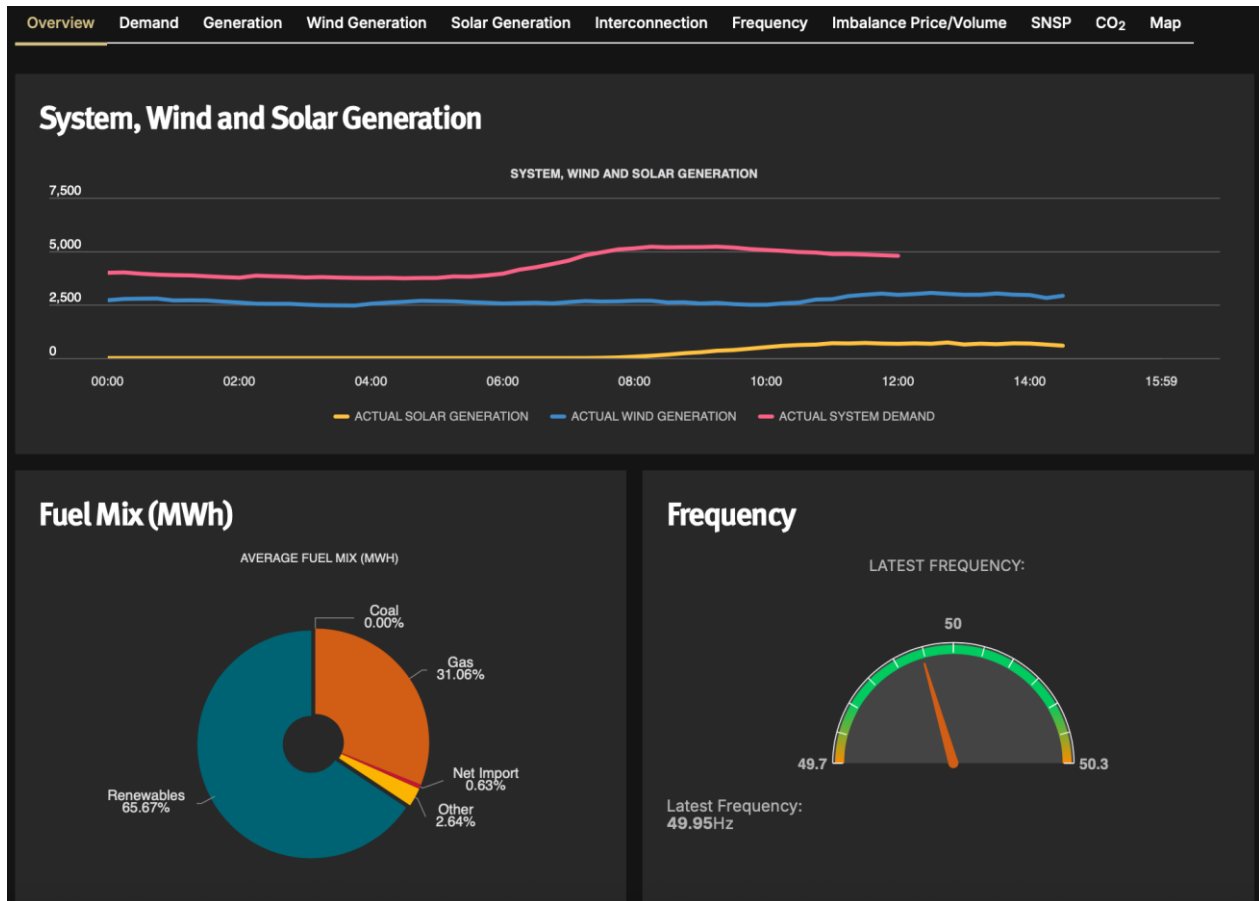 Overview Demand Generation Wind Generation Solar Generation Interconnection Frequency Imbalance Price/Volume SNSP CO₂ Map
System, Wind and Solar Generation
SYSTEM, WIND AND SOLAR GENERATION
7,500
5,000
2,500
0
00:00 02:00 04:00 06:00 08:00 10:00 12:00 14:00 15:59
ACTUAL SOLAR GENERATION ACTUAL WIND GENERATION ACTUAL SYSTEM DEMAND
Fuel Mix (MWh)
AVERAGE FUEL MIX (MWH)
Coal
0.00%
Gas
31.06%
Net Import
0.63%
Other
2.64%
Renewables
65.67%
Frequency
LATEST FREQUENCY:
50
49.7
50.3
Latest Frequency:
49.95Hz